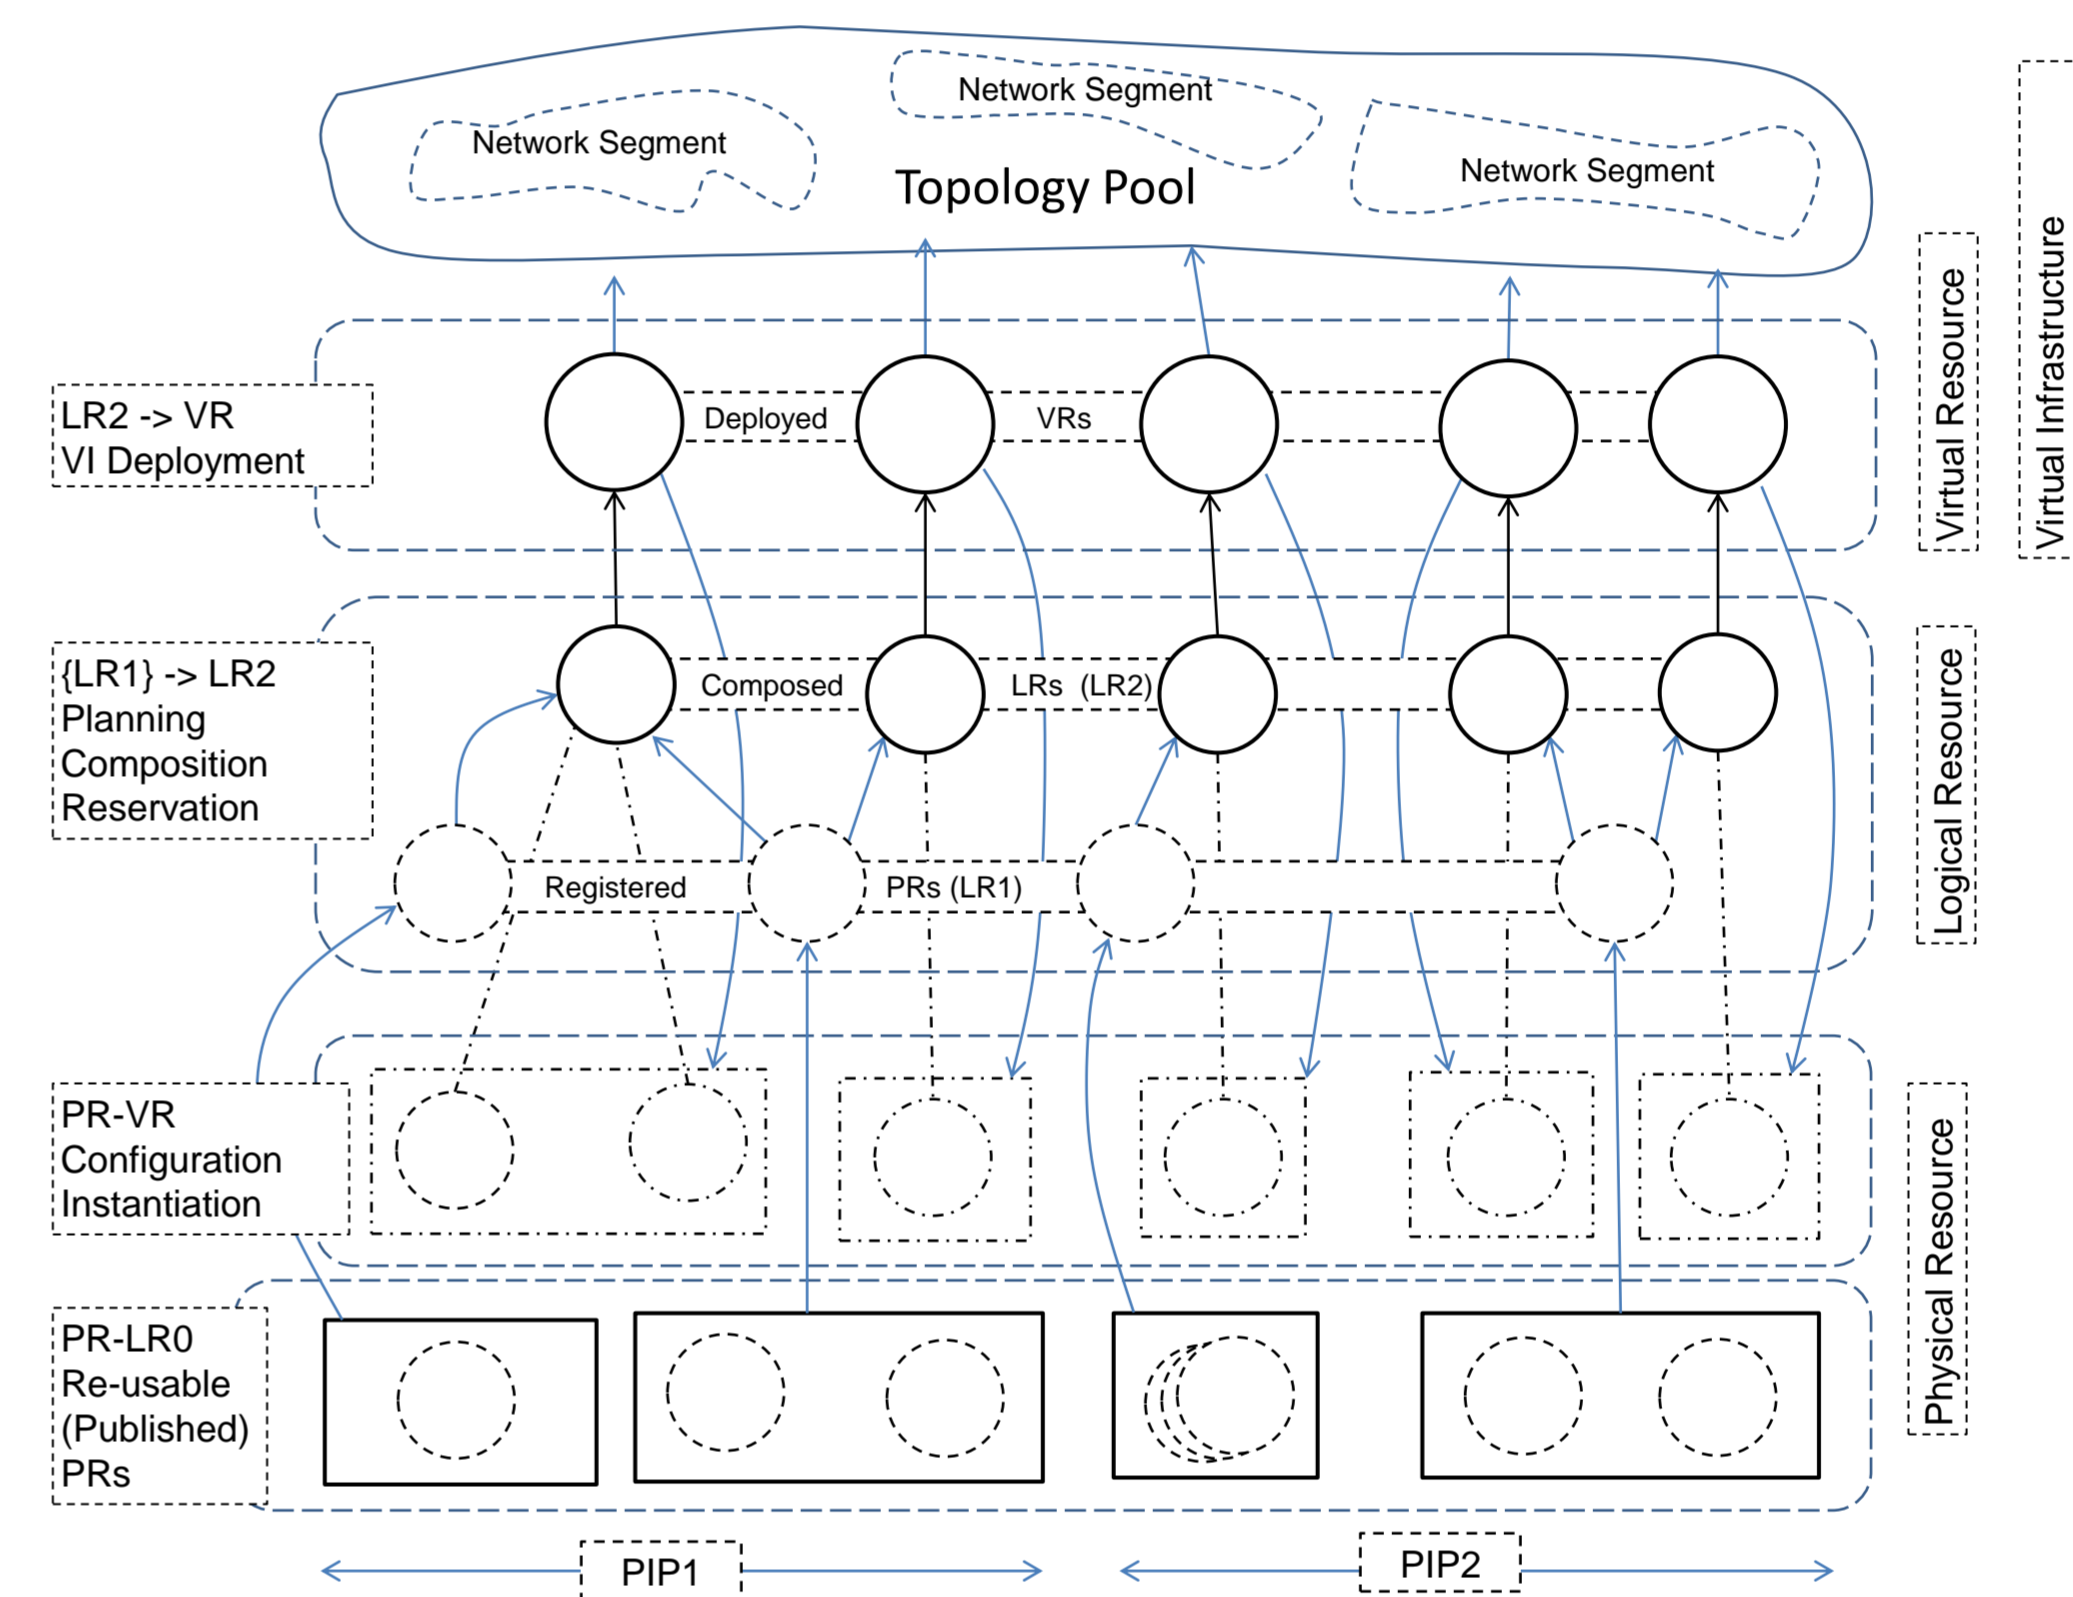 Network Segment
Network Segment
Network Segment
Topology Pool
Virtual Infrastructure
Virtual Resource
LR2 -> VR
VI Deployment
Deployed
VRs
{LR1} -> LR2
Planning
Composition
Reservation
Composed
LRs (LR2)
Logical Resource
Registered
PRs (LR1)
PR-VR
Configuration
Instantiation
Physical Resource
PR-LR0
Re-usable
(Published)
PRs
PIP1
PIP2